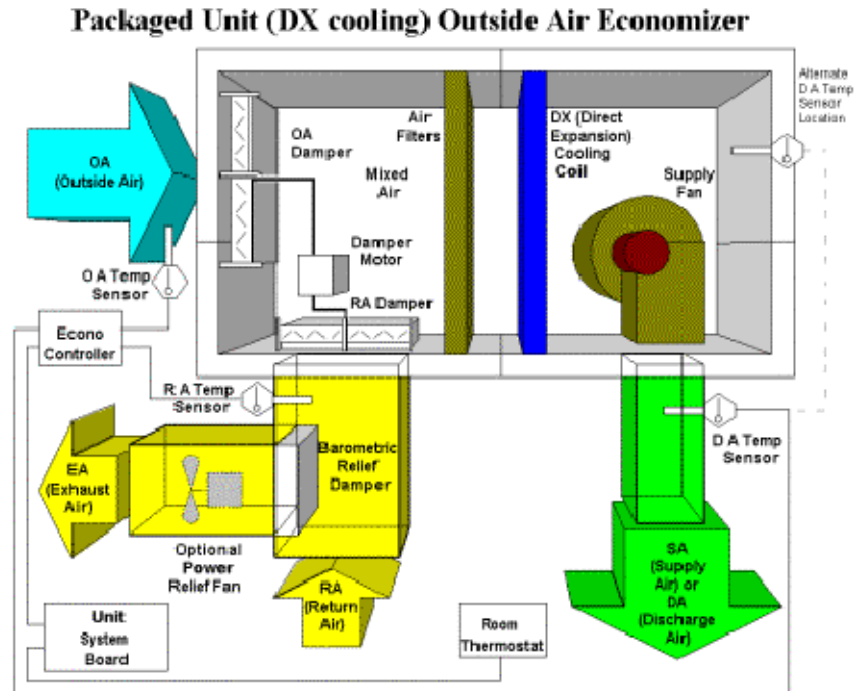 Packaged Unit (DX cooling) Outside Air Economizer
Alternate
D A Temp
Sensor
Location
OA
(Outside Air)
OA
Damper
Air
Filters
Mixed
Air
DX (Direct
Expansion)
Cooling
Coil
Supply
Fan
Damper
Motor
RA Damper
O A Temp
Sensor
Econo
Controller
R A Temp
Sensor
D A Temp
Sensor
Barometric
Relief
Damper
EA
(Exhaust
Air)
Optional
Power
Relief Fan
RA
(Return
Air)
SA
(Supply
Air) or
DA
(Discharge
Air)
Unit
System
Board
Room
Thermostat